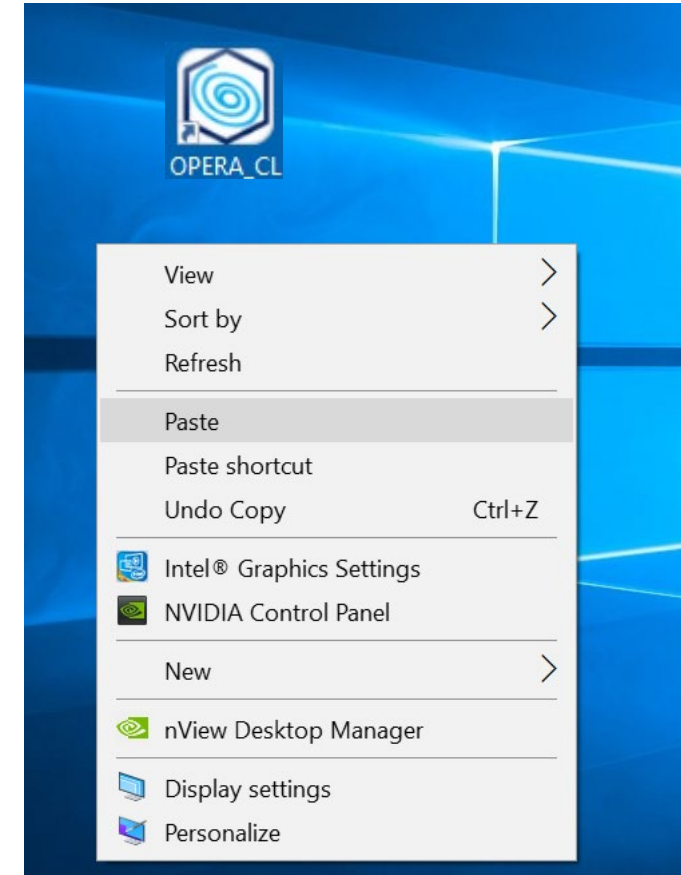 OPERA_CL
View
Sort by
Refresh
Paste
Paste shortcut
Undo Copy Ctrl+Z
Intel® Graphics Settings
NVIDIA Control Panel
New
nView Desktop Manager
Display settings
Personalize